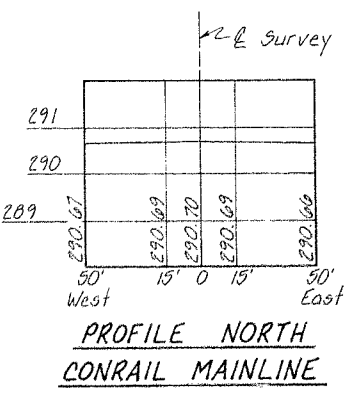 ℄ Survey
291
290
289
290.67 290.69 290.70 290.69 290.66
50' 15' 0 15' 50'
West East
PROFILE NORTH
CONRAIL MAINLINE